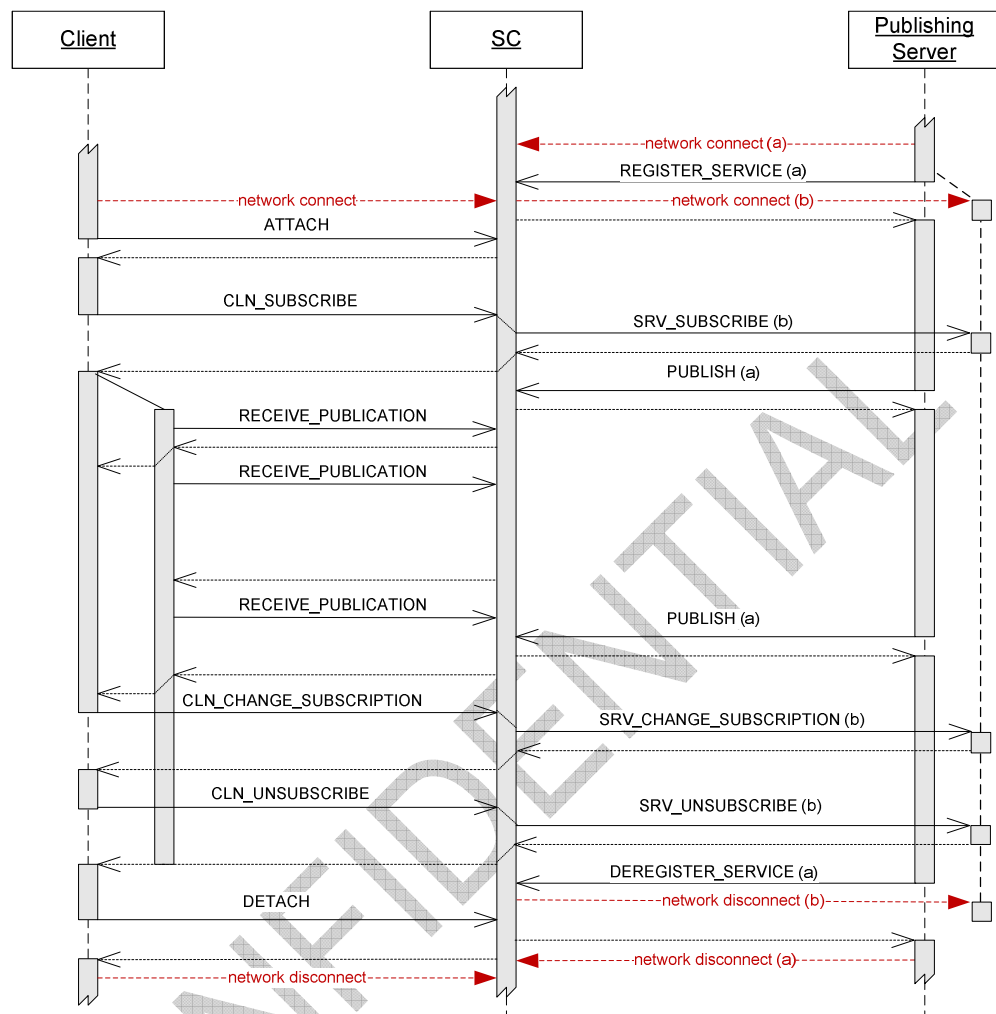 Client
SC
Publishing
Server
network connect (a)
REGISTER_SERVICE (a)
network connect
network connect (b)
ATTACH
CLN_SUBSCRIBE
SRV_SUBSCRIBE (b)
PUBLISH (a)
RECEIVE_PUBLICATION
RECEIVE_PUBLICATION
RECEIVE_PUBLICATION
PUBLISH (a)
CLN_CHANGE_SUBSCRIPTION
SRV_CHANGE_SUBSCRIPTION (b)
CLN_UNSUBSCRIBE
SRV_UNSUBSCRIBE (b)
DEREGISTER_SERVICE (a)
DETACH
network disconnect (b)
network disconnect (a)
network disconnect
NFIDENTIAL